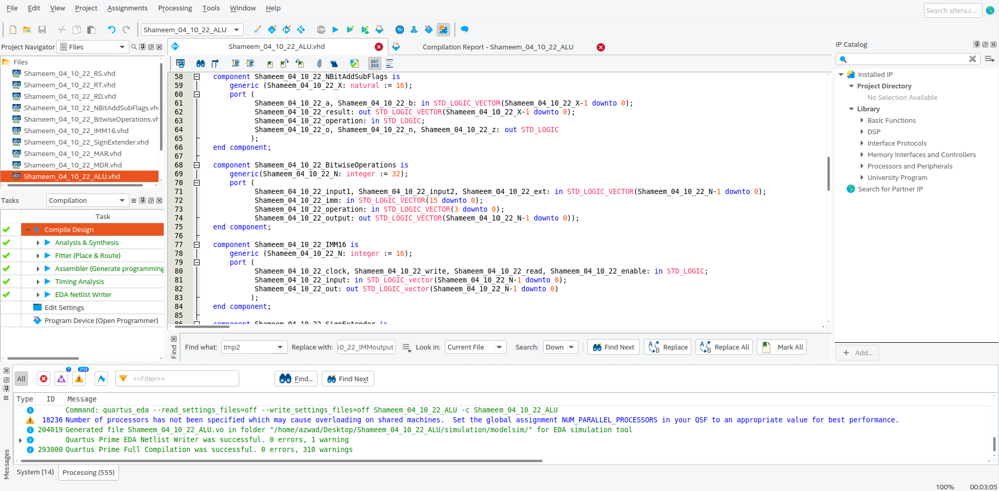 File Edit View Project Assignments Processing Tools Window Help
Search altera.c...
Shameem_04_10_22_ALU
STOP
Project Navigator Files
Shameem_04_10_22_ALU.vhd
Compilation Report - Shameem_04_10_22_ALU
IP Catalog
267
268
Files
Shameem_04_10_22_RS.vhd
Shameem_04_10_22_RT.vhd
Shameem_04_10_22_RD.vhd
Shameem_04_10_22_NBitAddSubFlags.vhd
Shameem_04_10_22_BitwiseOperations.vh
Shameem_04_10_22_IMM16.vhd
Shameem_04_10_22_SignExtender.vhd
Shameem_04_10_22_MAR.vhd
Shameem_04_10_22_MDR.vhd
Shameem_04_10_22_ALU.vhd
Tasks Compilation
Task
Compile Design
Analysis & Synthesis
Fitter (Place & Route)
Assembler (Generate programming
Timing Analysis
EDA Netlist Writer
Edit Settings
Program Device (Open Programmer)
58 component Shameem_04_10_22_NBitAddSubFlags is
59 generic (Shameem_04_10_22_X: natural := 16);
60 port (
61 Shameem_04_10_22_a, Shameem_04_10_22_b: in STD_LOGIC_VECTOR(Shameem_04_10_22_X-1 downto 0);
62 Shameem_04_10_22_result: out STD_LOGIC_VECTOR(Shameem_04_10_22_X-1 downto 0);
63 Shameem_04_10_22_operation: in STD_LOGIC;
64 Shameem_04_10_22_o, Shameem_04_10_22_n, Shameem_04_10_22_z: out STD_LOGIC
65 );
66 end component;
67
68 component Shameem_04_10_22_BitwiseOperations is
69 generic(Shameem_04_10_22_N: integer := 32);
70 port (
71 Shameem_04_10_22_input1, Shameem_04_10_22_input2, Shameem_04_10_22_ext: in STD_LOGIC_VECTOR(Shameem_04_10_22_N-1 downto 0);
72 Shameem_04_10_22_imm: in STD_LOGIC_VECTOR(15 downto 0);
73 Shameem_04_10_22_operation: in STD_LOGIC_VECTOR(3 downto 0);
74 Shameem_04_10_22_output: out STD_LOGIC_VECTOR(Shameem_04_10_22_N-1 downto 0));
75 end component;
76
77 component Shameem_04_10_22_IMM16 is
78 generic (Shameem_04_10_22_N: integer := 16);
79 port (
80 Shameem_04_10_22_clock, Shameem_04_10_22_write, Shameem_04_10_22_read, Shameem_04_10_22_enable: in STD_LOGIC;
81 Shameem_04_10_22_input: in STD_LOGIC_vector(Shameem_04_10_22_N-1 downto 0);
82 Shameem_04_10_22_out: out STD_LOGIC_vector(Shameem_04_10_22_N-1 downto 0)
83 );
84 end component;
85
86 component Shameem_04_10_22_SignExtender is
Installed IP
Project Directory
No Selection Available
Library
Basic Functions
DSP
Interface Protocols
Memory Interfaces and Controllers
Processors and Peripherals
University Program
Search for Partner IP
+ Add...
Find
Find what: tmp2 Replace with: 10_22_IMMoutput Look in: Current File Search: Down Find Next Replace Replace All Mark All
All 7 204 <<Filter>> Find... Find Next
Type ID Message
Command: quartus_eda --read_settings_files=off --write_settings_files=off Shameem_04_10_22_ALU -c Shameem_04_10_22_ALU
18236 Number of processors has not been specified which may cause overloading on shared machines.  Set the global assignment NUM_PARALLEL_PROCESSORS in your QSF to an appropriate value for best performance.
204019 Generated file Shameem_04_10_22_ALU.vo in folder "/home/azwad/Desktop/Shameem_04_10_22_ALU/simulation/modelsim/" for EDA simulation tool
Quartus Prime EDA Netlist Writer was successful. 0 errors, 1 warning
293000 Quartus Prime Full Compilation was successful. 0 errors, 310 warnings
Messages
System (14) Processing (555)
100% 00:03:05